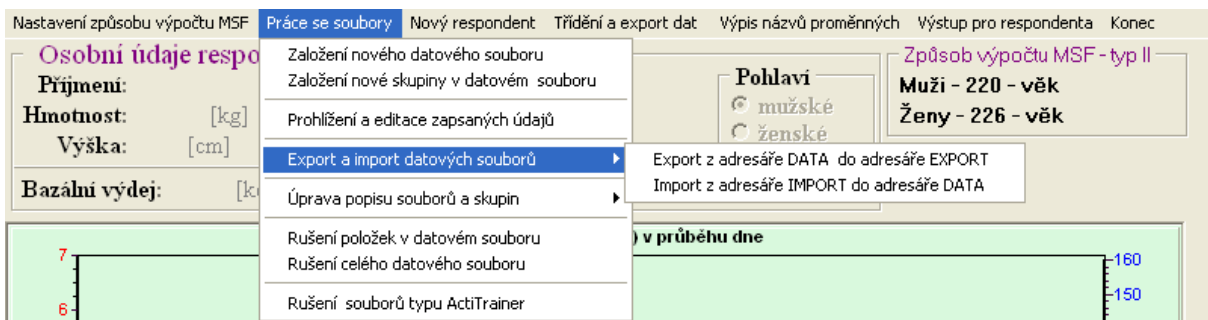 Nastavení způsobu výpočtu MSF Práce se soubory Nový respondent Třídění a export dat Výpis názvů proměnných Výstup pro respondenta Konec
Osobní údaje respo
Příjmení:
Hmotnost: [kg]
Výška: [cm]
Bazální výdej:
Založení nového datového souboru
Založení nové skupiny v datovém souboru
Prohlížení a editace zapsaných údajů
Export a import datových souborů
Úprava popisu souborů a skupin
Rušení položek v datovém souboru
Rušení celého datového souboru
Rušení souborů typu ActiTrainer
Export z adresáře DATA do adresáře EXPORT
Import z adresáře IMPORT do adresáře DATA
Pohlaví
mužské
ženské
Způsob výpočtu MSF - typ II
Muži - 220 - věk
Ženy - 226 - věk
) v průběhu dne
7
6
160
150